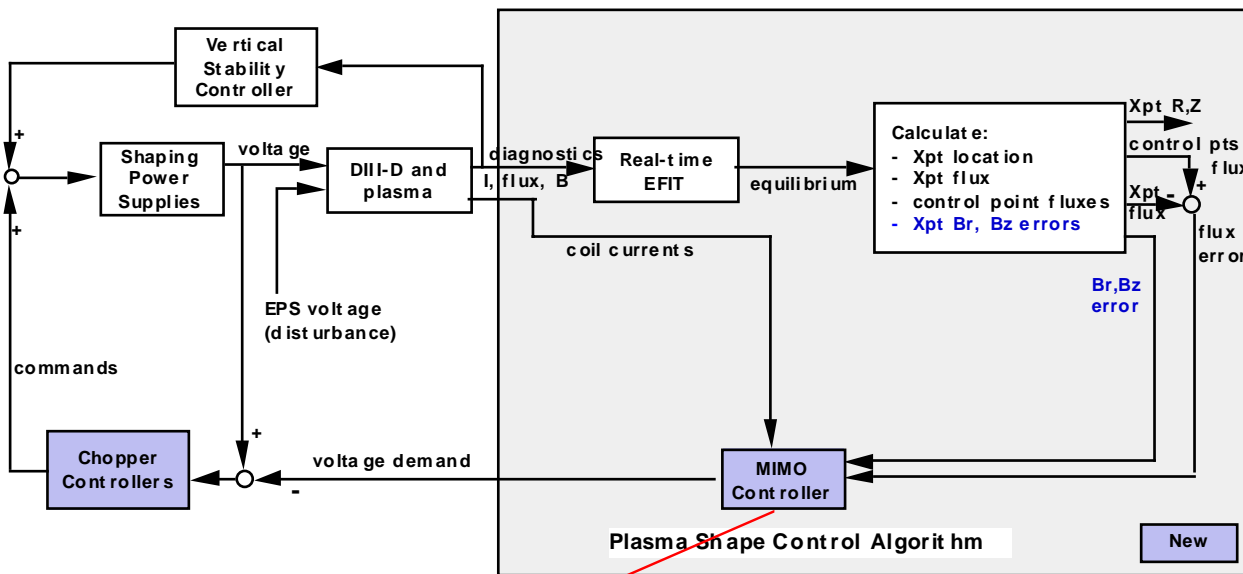 Vertical
Stability
Controller
+
Shaping
Power
Supplies
voltage
DIII-D and
plasma
diagnostics
I, flux, B
Real-time
EFIT
equilibrium
Calculate:
- Xpt location
- Xpt flux
- control point fluxes
- Xpt Br, Bz errors
Xpt R,Z
control pts
flux
+
Xpt -
flux
flux
error
coil currents
Br,Bz
error
EPS voltage
(disturbance)
+
commands
Chopper
Controllers
+
-
voltage demand
MIMO
Controller
Plasma Shape Control Algorithm
New